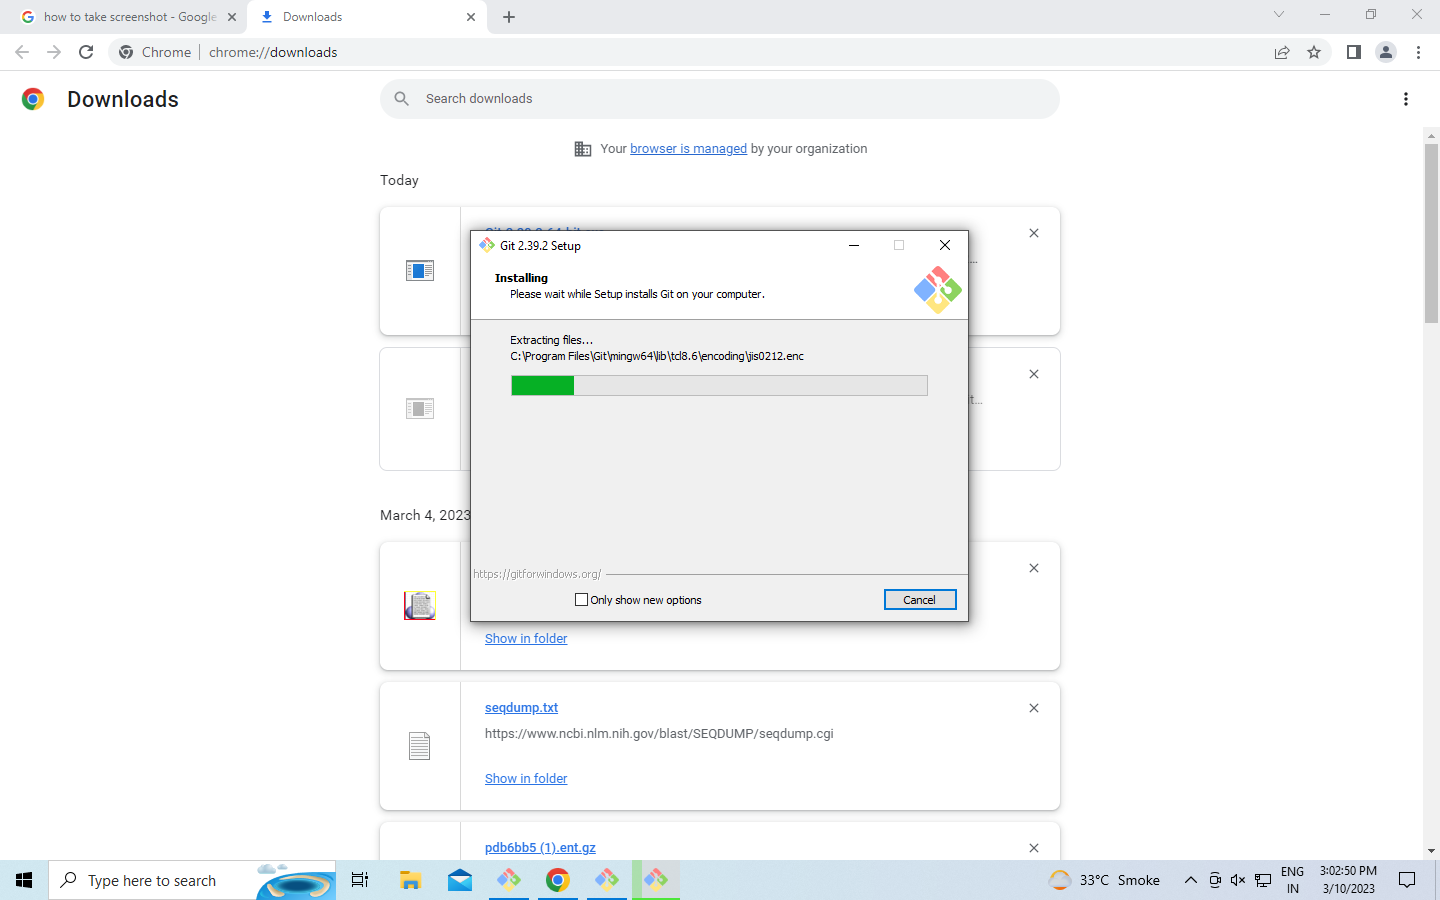 how to take screenshot - Google
Downloads
Chrome
chrome://downloads
Downloads
Search downloads
Your browser is managed by your organization
Today
Git 2.39.2 Setup
Installing
Please wait while Setup installs Git on your computer.
Extracting files...
C:\Program Files\Git\mingw64\lib\tcl8.6\encoding\jis0212.enc
https://gitforwindows.org/
Only show new options
Cancel
March 4, 2023
Show in folder
seqdump.txt
https://www.ncbi.nlm.nih.gov/blast/SEQDUMP/seqdump.cgi
Show in folder
pdb6bb5 (1).ent.gz
Type here to search
33°C Smoke
ENG
IN
3:02:50 PM
3/10/2023